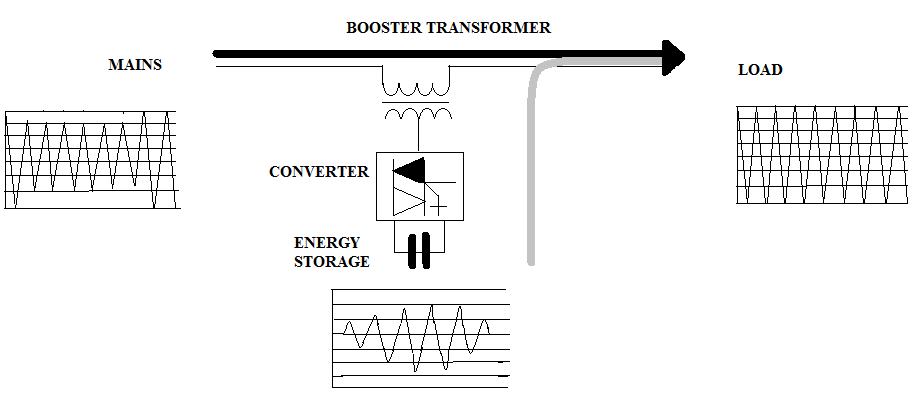 BOOSTER TRANSFORMER
MAINS
LOAD
CONVERTER
ENERGY
STORAGE